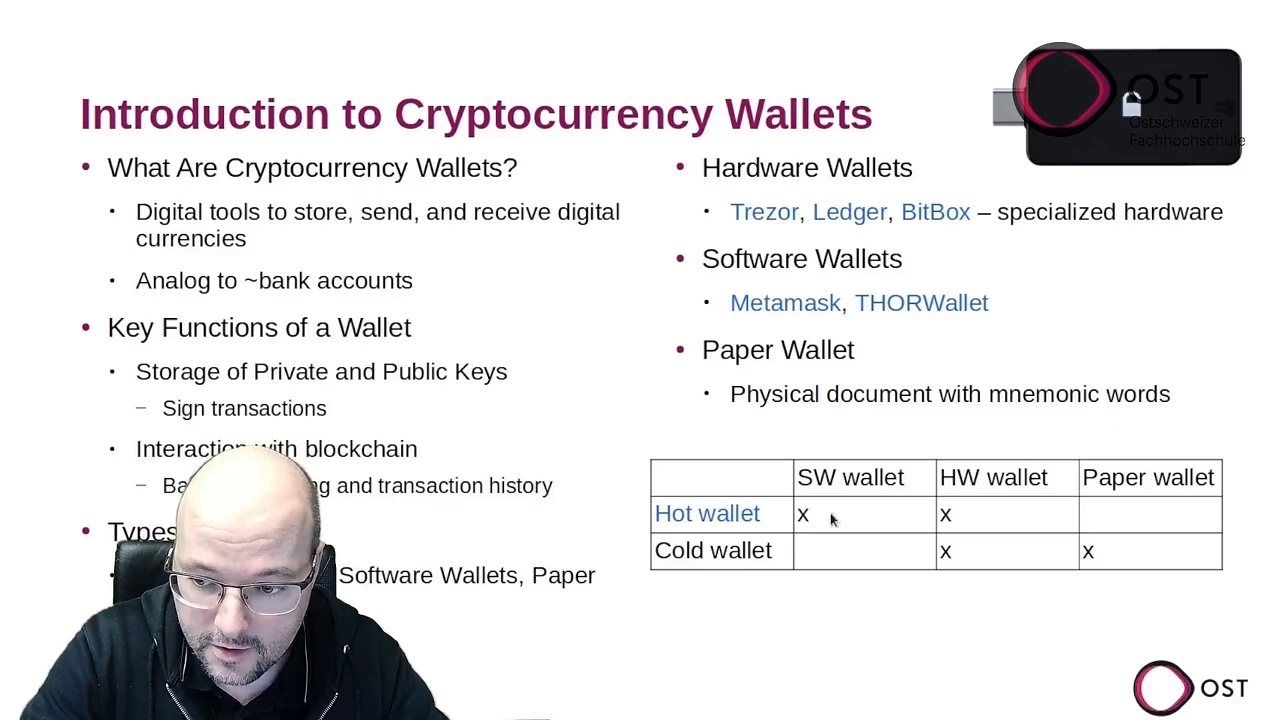 OST
Ostschweizer
Fachhochschule
Introduction to Cryptocurrency Wallets
• What Are Cryptocurrency Wallets?
• Digital tools to store, send, and receive digital
currencies
• Analog to ~bank accounts
• Key Functions of a Wallet
• Storage of Private and Public Keys
– Sign transactions
• Interaction with blockchain
– and transaction history
• Types
Software Wallets, Paper
• Hardware Wallets
• Trezor, Ledger, BitBox – specialized hardware
• Software Wallets
• Metamask, THORWallet
• Paper Wallet
• Physical document with mnemonic words
SW wallet HW wallet Paper wallet
Hot wallet x x
Cold wallet x x
OST